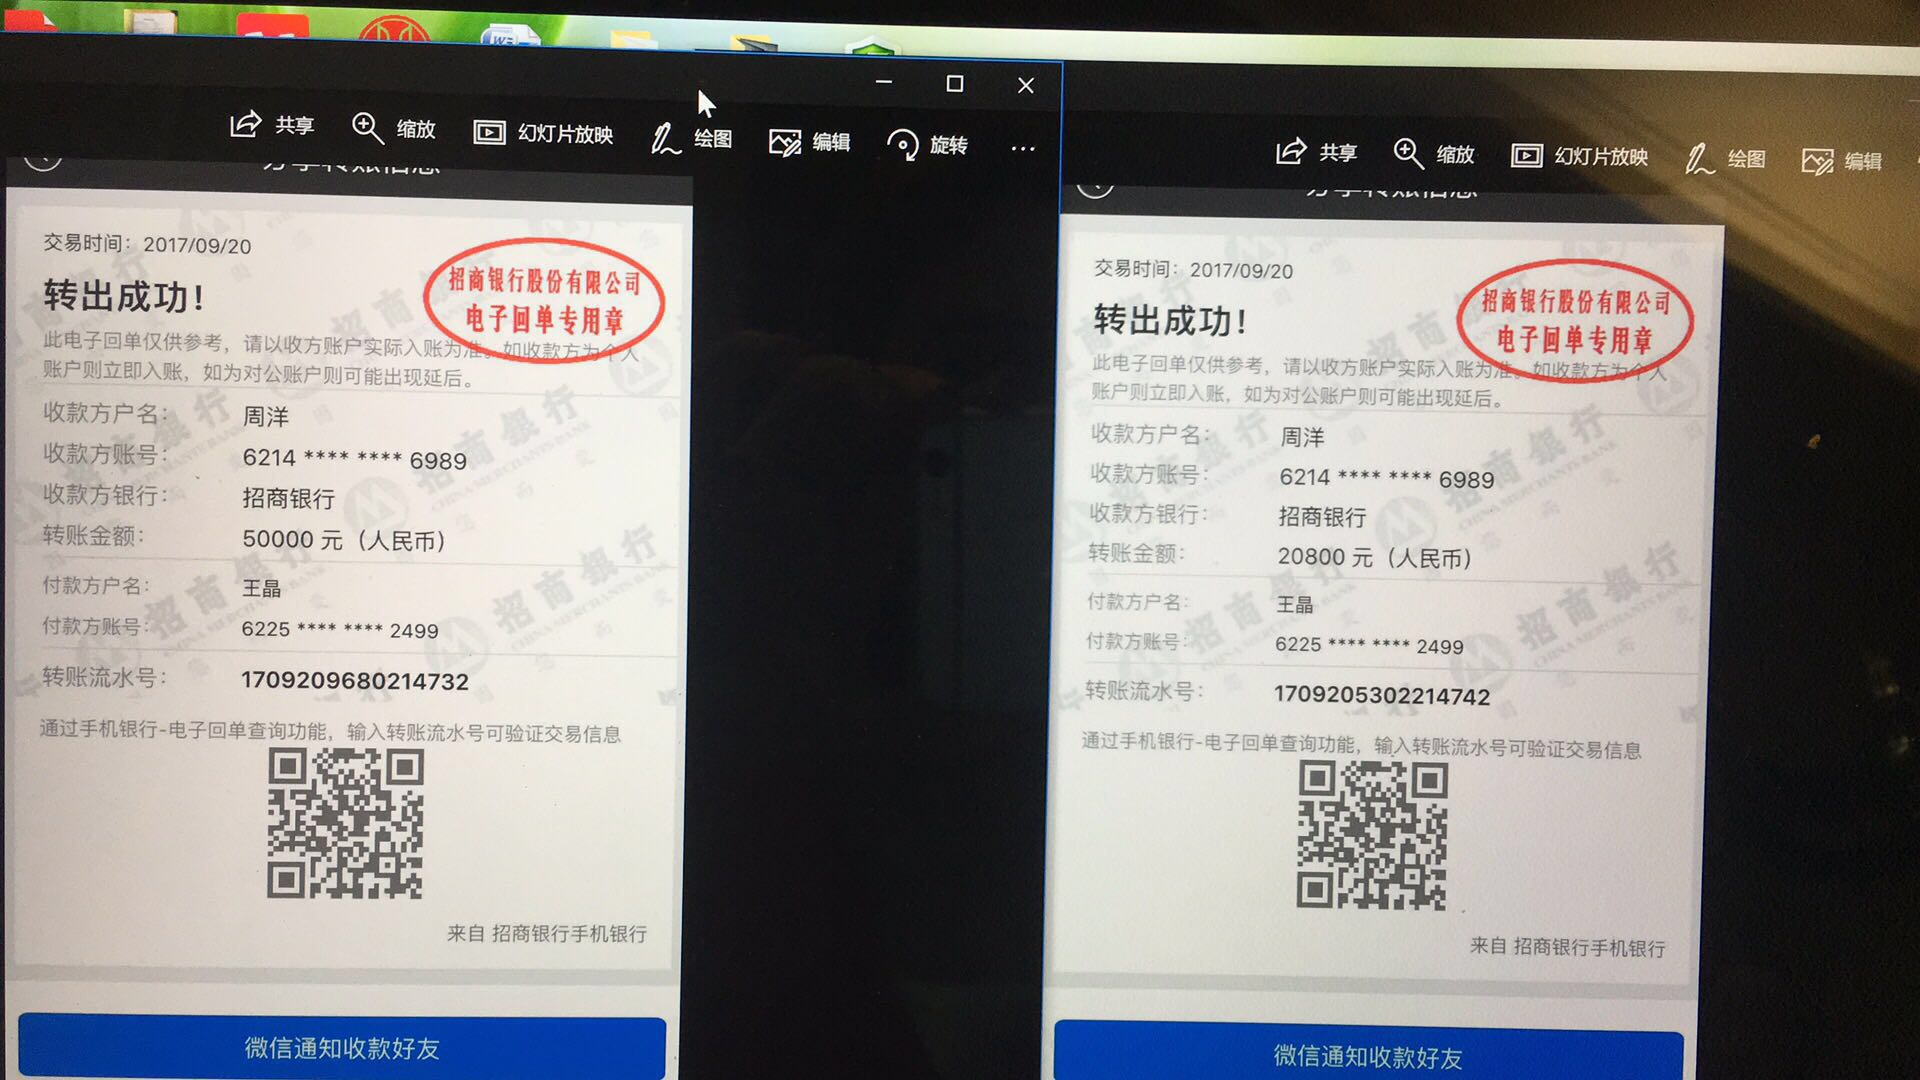 共享 缩放 幻灯片放映 绘图 编辑 旋转 ...
分享转账信息
交易时间：2017/09/20
转出成功！
招商银行股份有限公司
电子回单专用章
此电子回单仅供参考，请以收方账户实际入账为准。如收款方为个人
账户则立即入账，如为对公账户则可能出现延后。
收款方户名： 周洋
收款方账号： 6214 **** **** 6989
收款方银行： 招商银行
转账金额： 50000 元（人民币）
付款方户名： 王晶
付款方账号： 6225 **** **** 2499
转账流水号： 1709209680214732
通过手机银行-电子回单查询功能，输入转账流水号可验证交易信息
来自 招商银行手机银行
微信通知收款好友
共享 缩放 幻灯片放映 绘图 编辑
分享转账信息
交易时间：2017/09/20
转出成功！
招商银行股份有限公司
电子回单专用章
此电子回单仅供参考，请以收方账户实际入账为准。如收款方为个人
账户则立即入账，如为对公账户则可能出现延后。
收款方户名： 周洋
收款方账号： 6214 **** **** 6989
收款方银行： 招商银行
转账金额： 20800 元（人民币）
付款方户名： 王晶
付款方账号： 6225 **** **** 2499
转账流水号： 1709205302214742
通过手机银行-电子回单查询功能，输入转账流水号可验证交易信息
来自 招商银行手机银行
微信通知收款好友